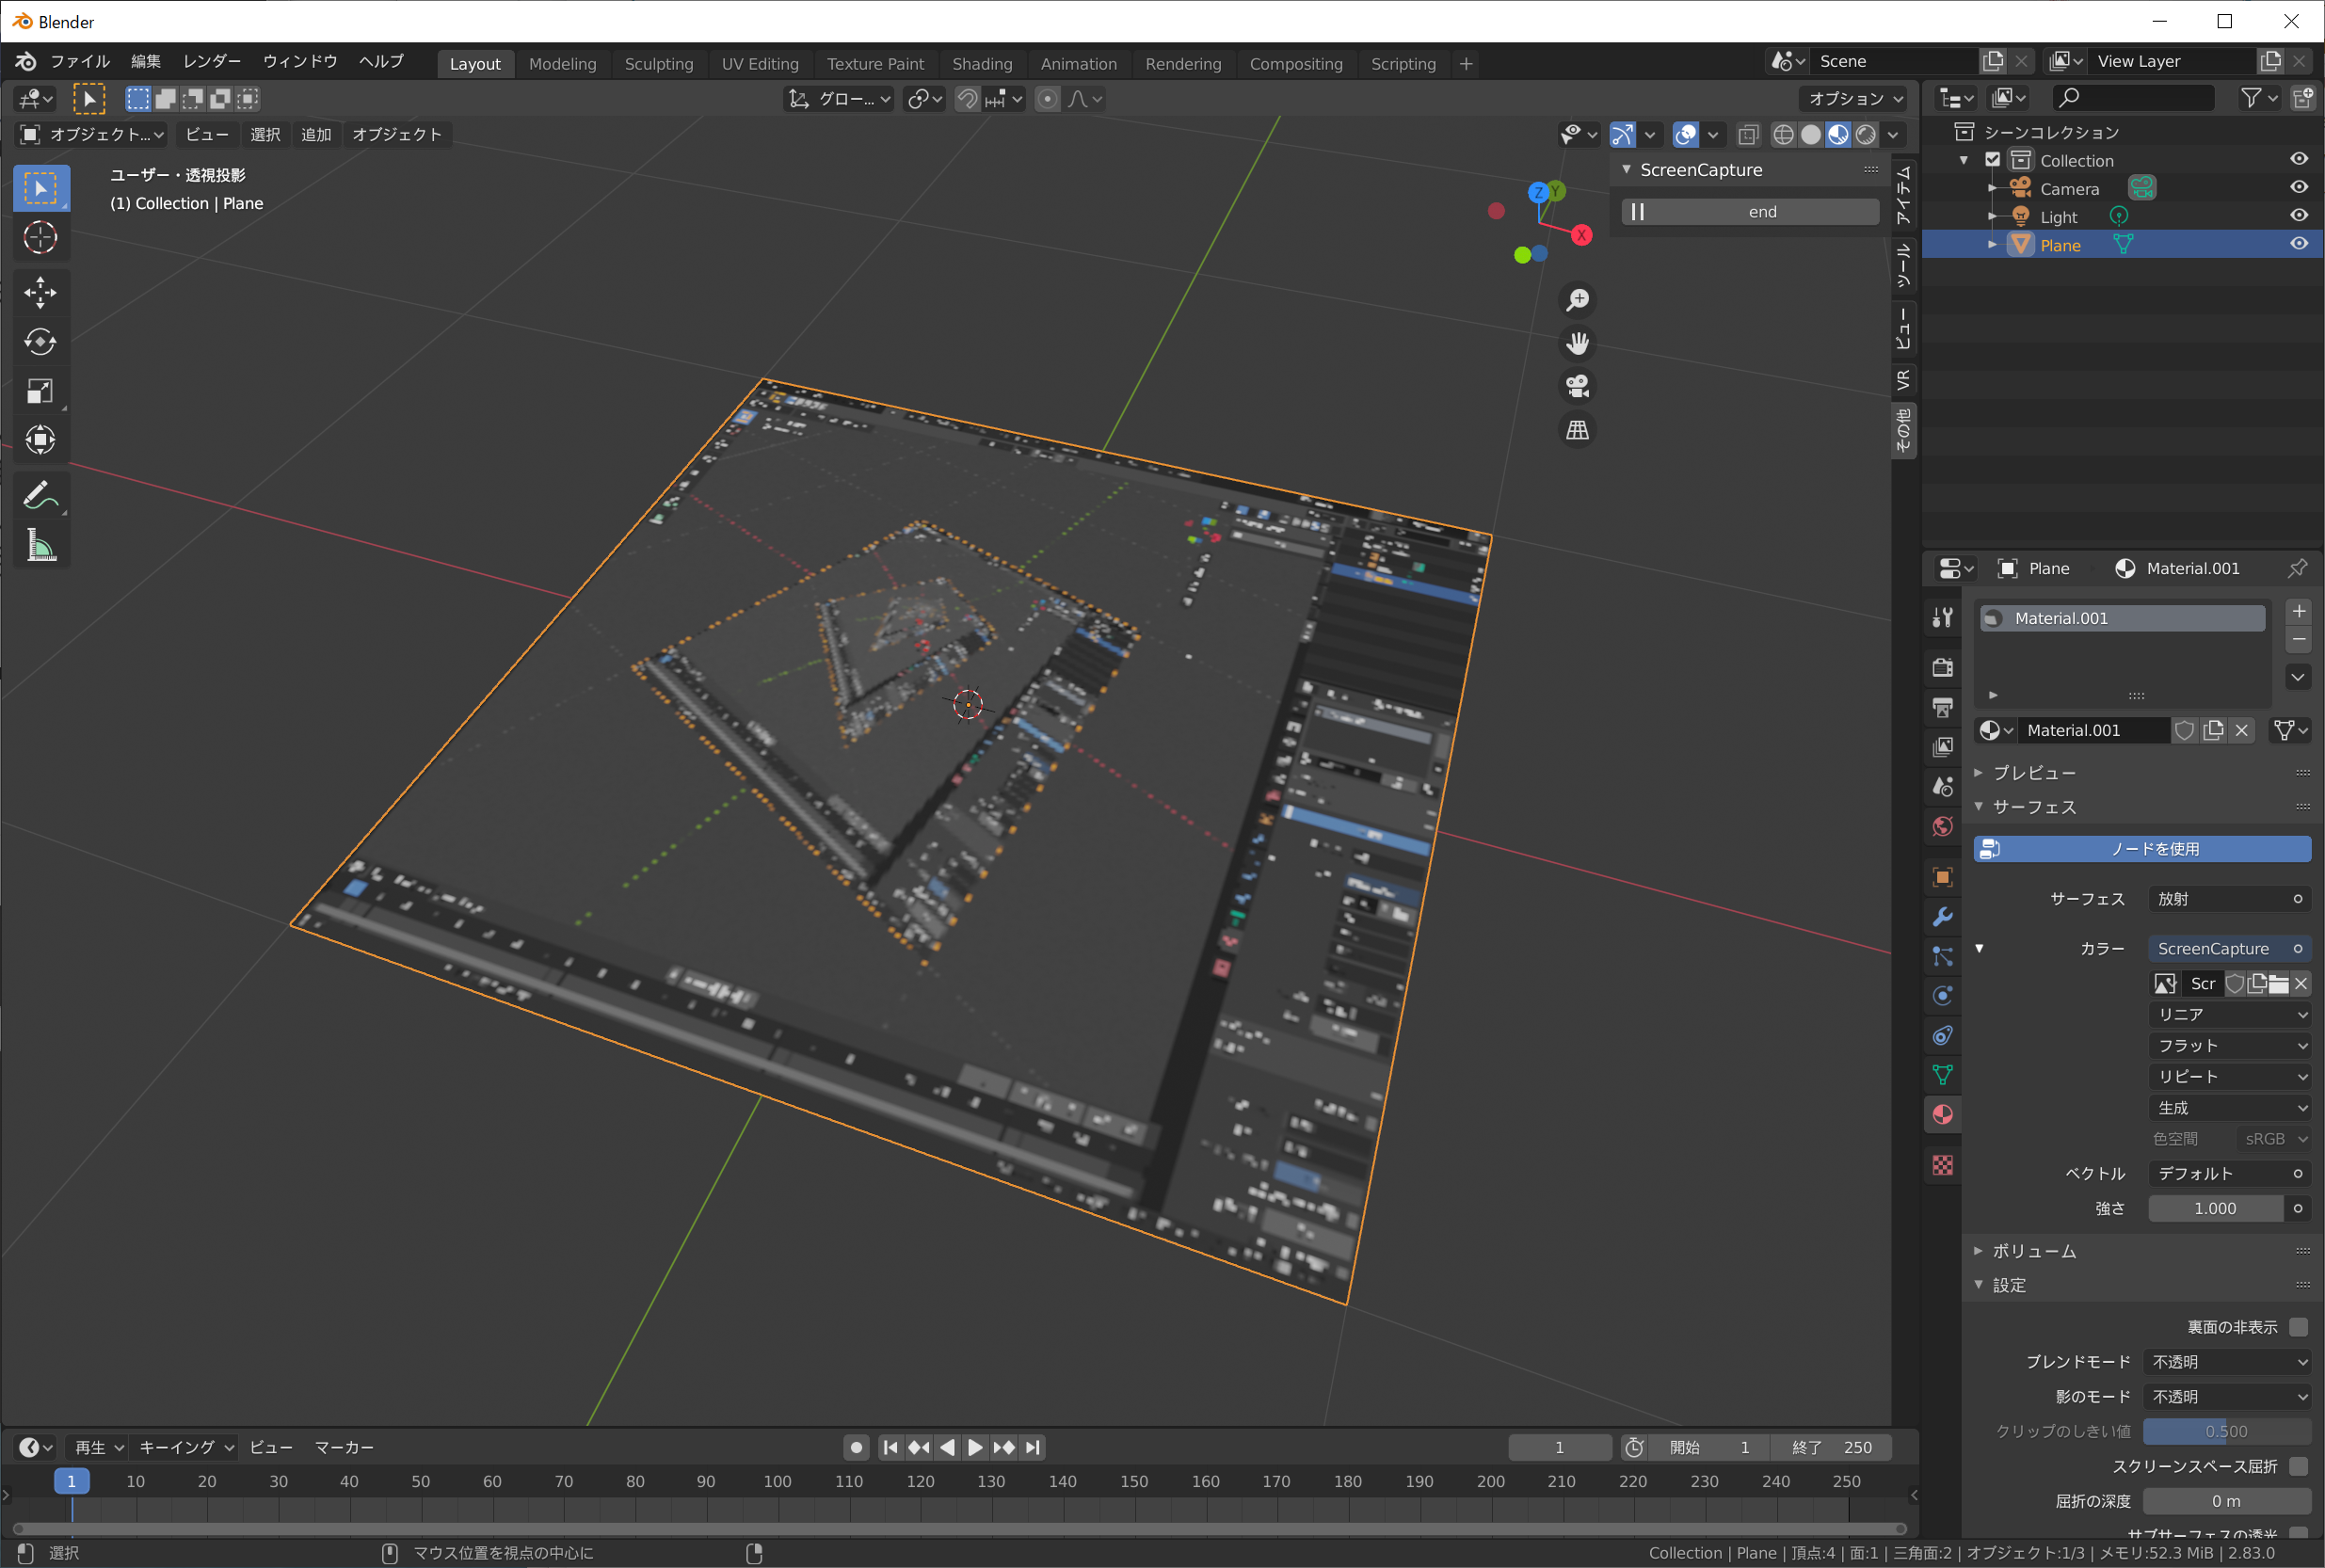 Blender
ファイル 編集 レンダー ウィンドウ ヘルプ Layout Modeling Sculpting UV Editing Texture Paint Shading Animation Rendering Compositing Scripting + Scene View Layer
グロー... オプション
オブジェクト... ビュー 選択 追加 オブジェクト
ユーザー・透視投影
(1) Collection | Plane
ScreenCapture
end
Z Y X
アイテム
ツール
ビュー
VR
その他
シーンコレクション
Collection
Camera
Light
Plane
Plane Material.001
Material.001
Material.001
プレビュー
サーフェス
ノードを使用
サーフェス 放射
カラー ScreenCapture
Scr
リニア
フラット
リピート
生成
色空間 sRGB
ベクトル デフォルト
強さ 1.000
ボリューム
設定
裏面の非表示
ブレンドモード 不透明
影のモード 不透明
クリップのしきい値 0.500
スクリーンスペース屈折
屈折の深度 0 m
サブサーフェスの透光
再生 キーイング ビュー マーカー 1 開始 1 終了 250
1 10 20 30 40 50 60 70 80 90 100 110 120 130 140 150 160 170 180 190 200 210 220 230 240 250
選択 マウス位置を視点の中心に Collection | Plane | 頂点:4 | 面:1 | 三角面:2 | オブジェクト:1/3 | メモリ:52.3 MiB | 2.83.0